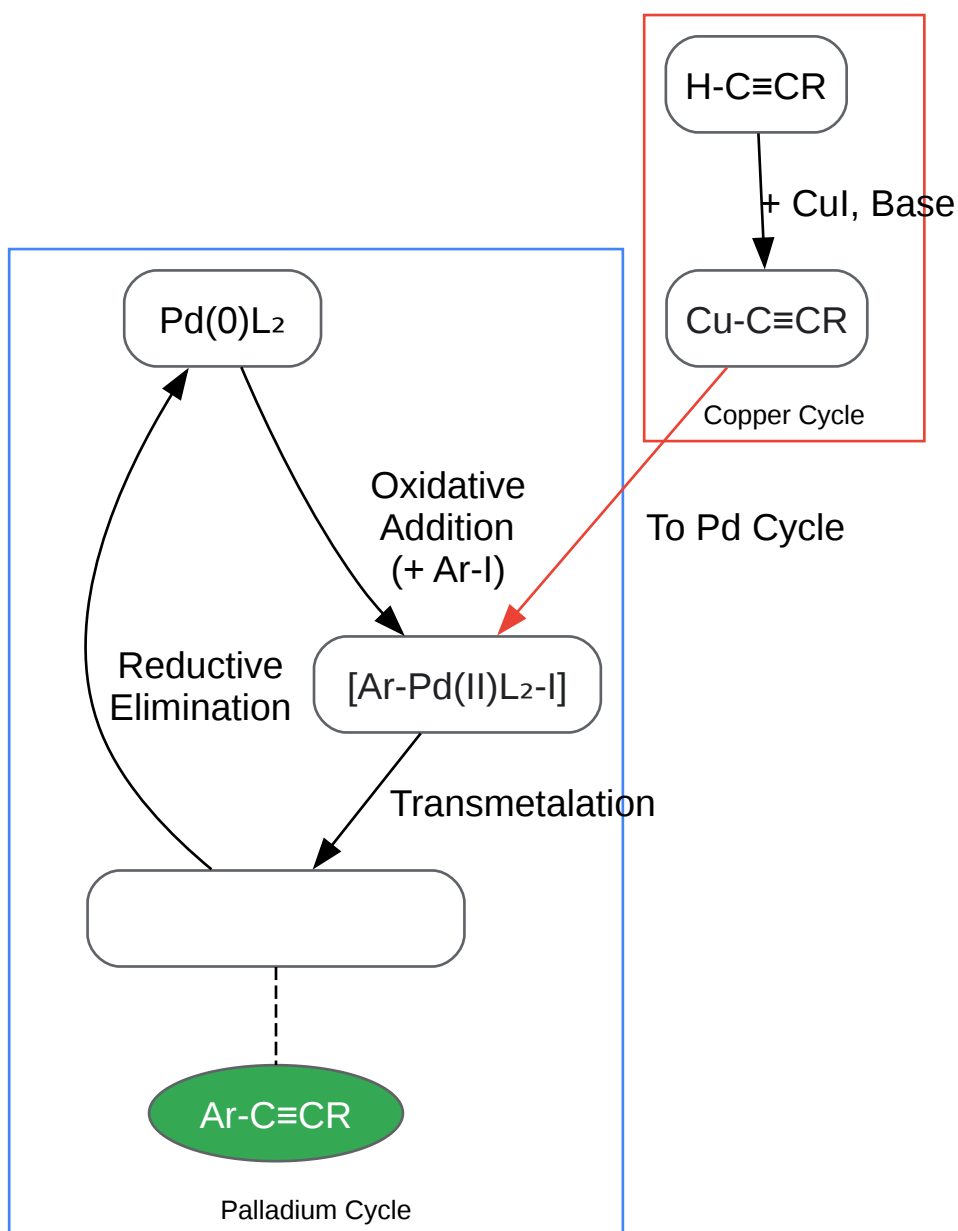 H-C≡CR
+ CuI, Base
Pd(0)L₂
Cu-C≡CR
Copper Cycle
Oxidative
Addition
(+ Ar-I)
To Pd Cycle
Reductive
Elimination
[Ar-Pd(II)L₂-I]
Transmetalation
Ar-C≡CR
Palladium Cycle